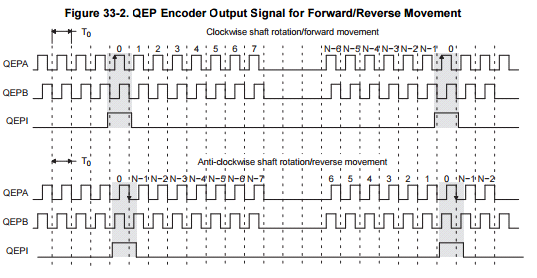 Figure 33-2. QEP Encoder Output Signal for Forward/Reverse Movement
T0 Clockwise shaft rotation/forward movement
0 1 2 3 4 5 6 7 N−6 N−5 N−4 N−3 N−2 N−1 0
QEPA
QEPB
QEPI
T0 Anti-clockwise shaft rotation/reverse movement
0 N−1 N−2 N−3 N−4 N−5 N−6 N−7 6 5 4 3 2 1 0 N−1 N−2
QEPA
QEPB
QEPI